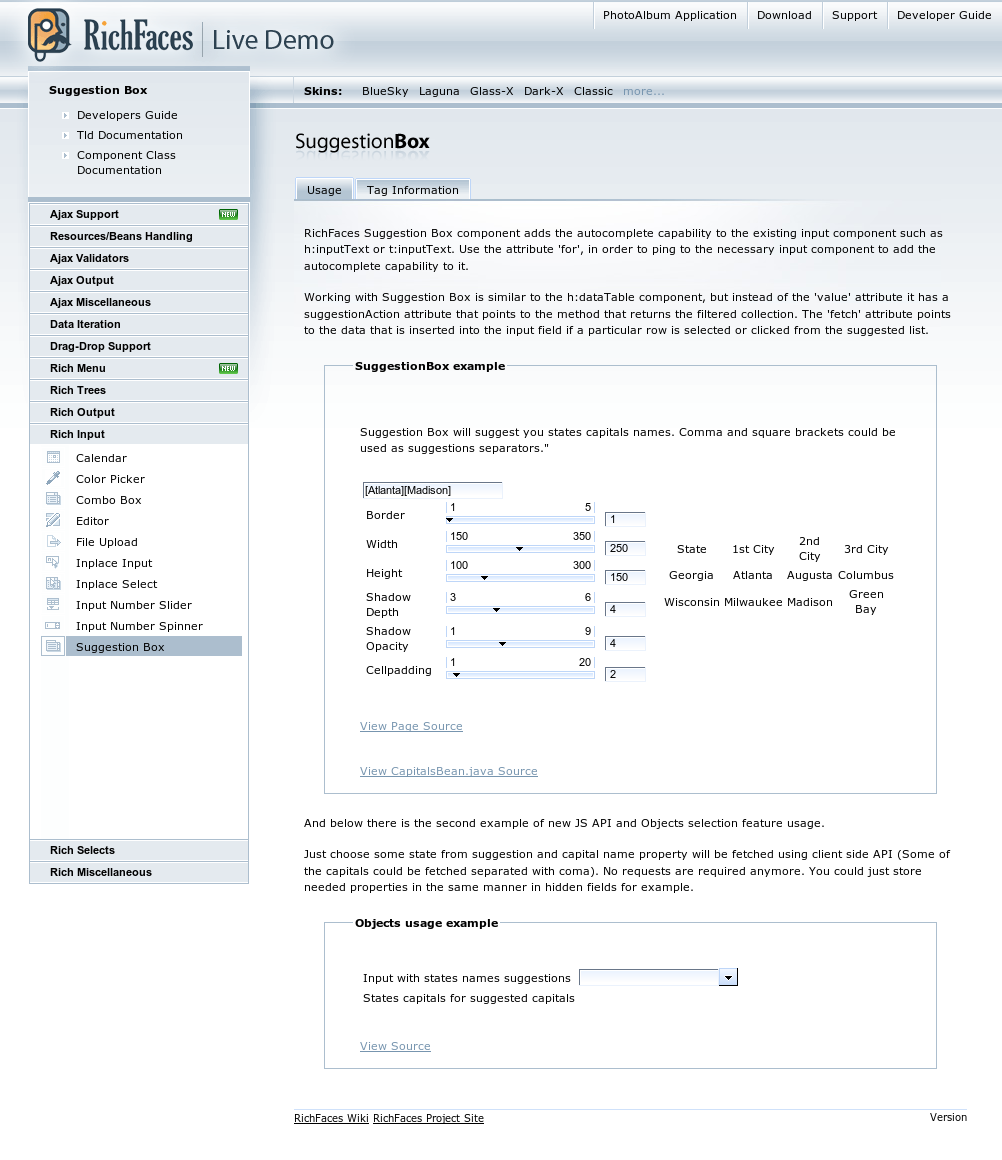 RichFaces Live Demo
PhotoAlbum Application Download Support Developer Guide
Skins: BlueSky Laguna Glass-X Dark-X Classic more...
Suggestion Box
Developers Guide
Tld Documentation
Component Class
Documentation
Ajax Support NEW
Resources/Beans Handling
Ajax Validators
Ajax Output
Ajax Miscellaneous
Data Iteration
Drag-Drop Support
Rich Menu NEW
Rich Trees
Rich Output
Rich Input
Calendar
Color Picker
Combo Box
Editor
File Upload
Inplace Input
Inplace Select
Input Number Slider
Input Number Spinner
Suggestion Box
Rich Selects
Rich Miscellaneous
SuggestionBox
Usage Tag Information
RichFaces Suggestion Box component adds the autocomplete capability to the existing input component such as
h:inputText or t:inputText. Use the attribute 'for', in order to ping to the necessary input component to add the
autocomplete capability to it.
Working with Suggestion Box is similar to the h:dataTable component, but instead of the 'value' attribute it has a
suggestionAction attribute that points to the method that returns the filtered collection. The 'fetch' attribute points
to the data that is inserted into the input field if a particular row is selected or clicked from the suggested list.
SuggestionBox example
Suggestion Box will suggest you states capitals names. Comma and square brackets could be
used as suggestions separators."
[Atlanta][Madison]
Border 1 5 1
Width 150 350 250
Height 100 300 150
Shadow
Depth 3 6 4
Shadow
Opacity 1 9 4
Cellpadding 1 20 2
State 1st City 2nd
City 3rd City
Georgia Atlanta Augusta Columbus
Wisconsin Milwaukee Madison Green
Bay
View Page Source
View CapitalsBean.java Source
And below there is the second example of new JS API and Objects selection feature usage.
Just choose some state from suggestion and capital name property will be fetched using client side API (Some of
the capitals could be fetched separated with coma). No requests are required anymore. You could just store
needed properties in the same manner in hidden fields for example.
Objects usage example
Input with states names suggestions
States capitals for suggested capitals
View Source
RichFaces Wiki RichFaces Project Site Version